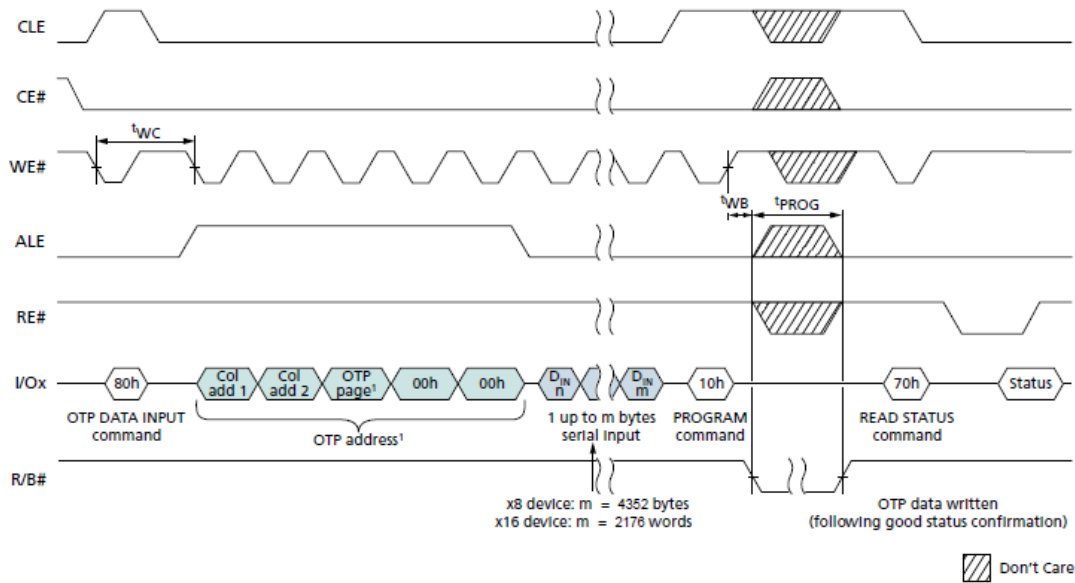 CLE
CE#
tWC
WE#
tWB
tPROG
ALE
RE#
I/Ox
80h
Col add 1
Col add 2
OTP page¹
00h
00h
DIN n
DIN m
10h
70h
Status
OTP DATA INPUT command
OTP address¹
1 up to m bytes serial input
PROGRAM command
READ STATUS command
R/B#
x8 device: m = 4352 bytes
x16 device: m = 2176 words
OTP data written
(following good status confirmation)
Don't Care